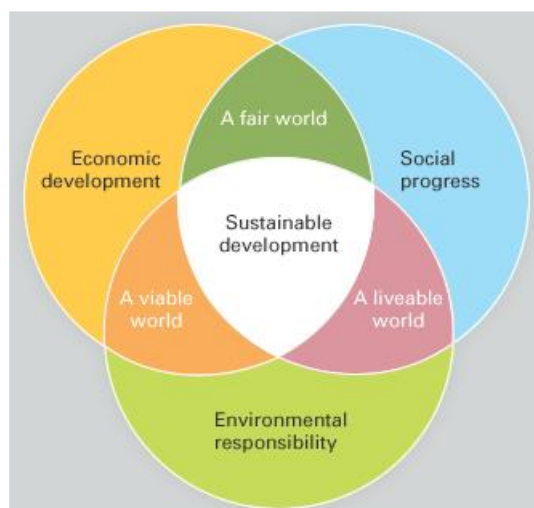 A fair world
Economic
development
Social
progress
Sustainable
development
A viable
world
A liveable
world
Environmental
responsibility